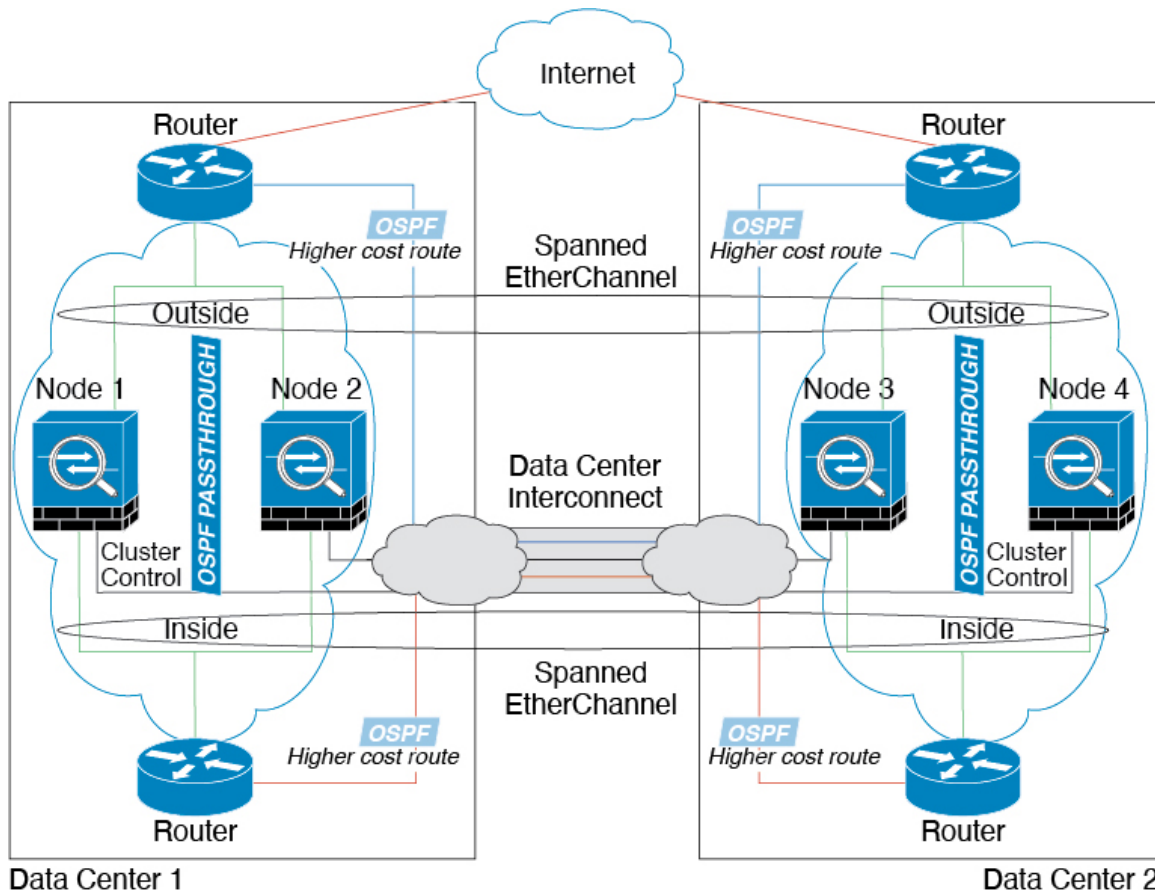 Internet
Router
Router
OSPF
Higher cost route
Spanned
EtherChannel
OSPF
Higher cost route
Outside
Outside
Node 1
OSPF PASSTHROUGH
Node 2
Node 3
OSPF PASSTHROUGH
Node 4
Data Center
Interconnect
Cluster
Control
Cluster
Control
Inside
Inside
Spanned
EtherChannel
OSPF
Higher cost route
OSPF
Higher cost route
Router
Router
Data Center 1
Data Center 2